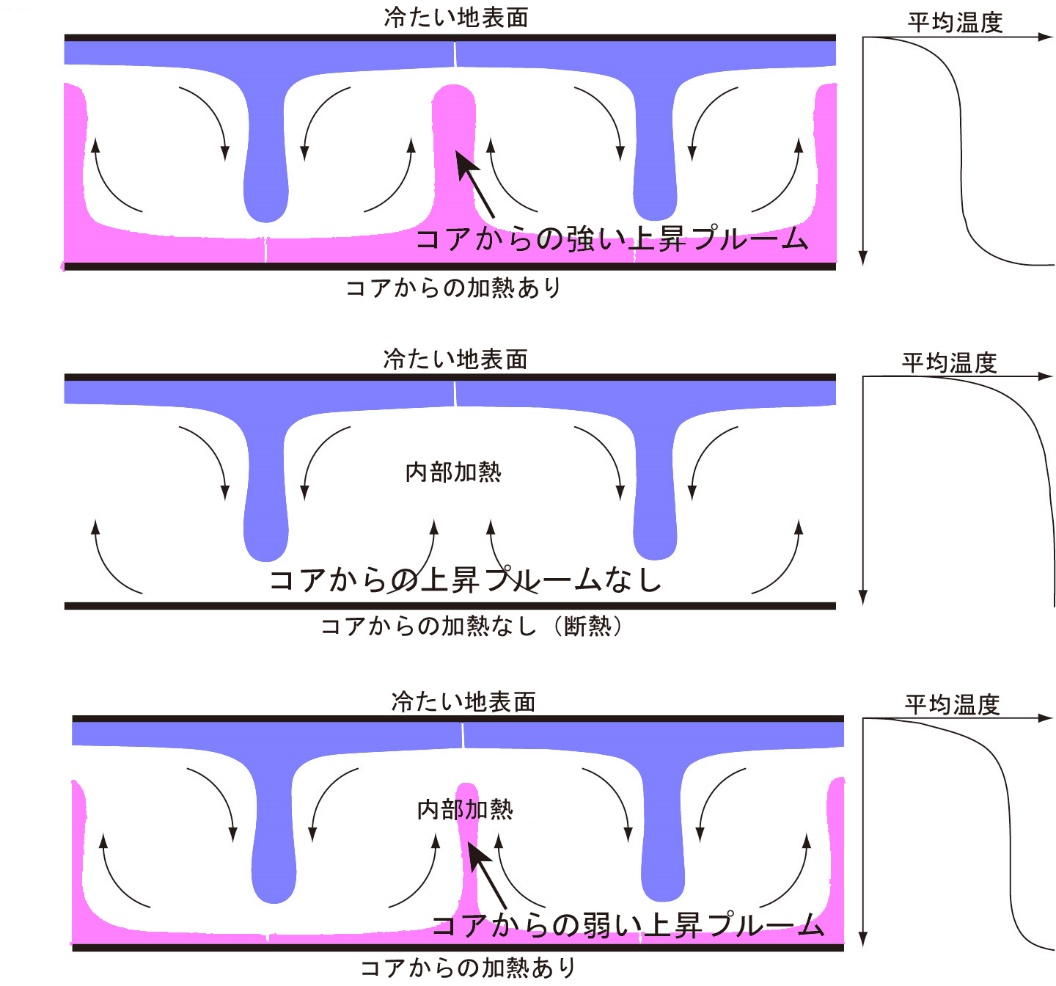 冷たい地表面
平均温度
コアからの強い上昇プルーム
コアからの加熱あり
冷たい地表面
平均温度
内部加熱
コアからの上昇プルームなし
コアからの加熱なし（断熱）
冷たい地表面
平均温度
内部加熱
コアからの弱い上昇プルーム
コアからの加熱あり